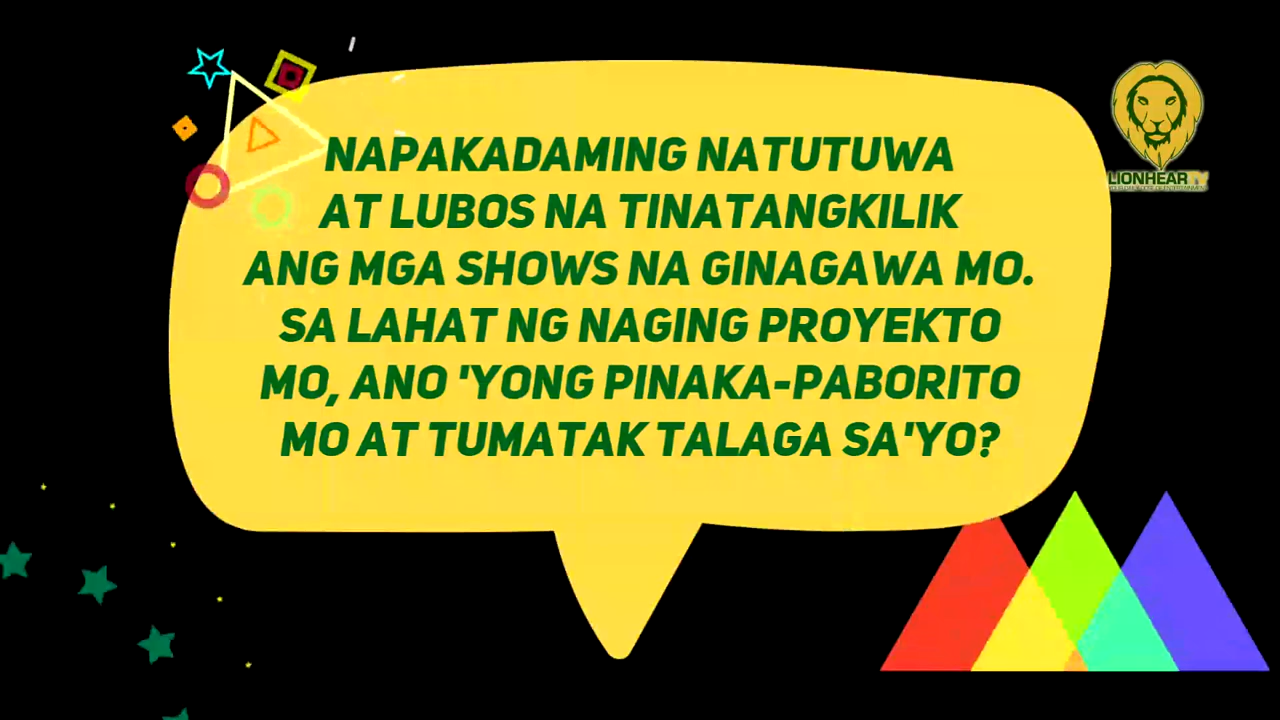 NAPAKADAMING NATUTUWA
AT LUBOS NA TINATANGKILIK
ANG MGA SHOWS NA GINAGAWA MO.
SA LAHAT NG NAGING PROYEKTO
MO, ANO 'YONG PINAKA-PABORITO
MO AT TUMATAK TALAGA SA'YO?
LIONHEARTV